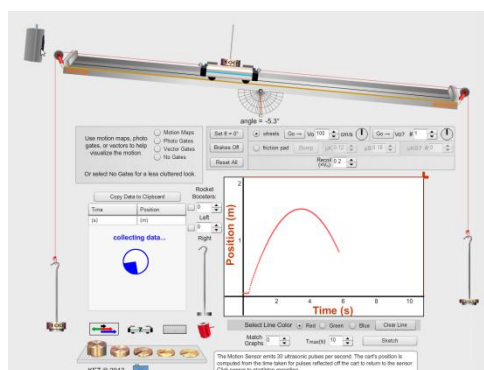 angle = -5.3°
Use motion maps, photo
gates, or vectors to help
visualize the motion.
Motion Maps
Photo Gates
Vector Gates
No Gates
Or select No Gates for a less cluttered look.
Set θ = 0°
wheels
Go →
Vo 100
cm/s
Go →
Vo?
# 1
Brakes Off
friction pad
Reset All
Recoil 0.2
Copy Data to Clipboard
Time
Position
(s)
(m)
collecting data...
Rocket
Boosters:
0
Left
0
Right
Position (m)
2
1
2
4
6
8
10
Time (s)
Select Line Color
Red
Green
Blue
Clear Line
Match
Graphs
0
Tmax(s)
10
Sketch
The Motion Sensor emits 30 ultrasonic pulses per second. The cart's position is
computed from the time taken for pulses reflected off the cart to return to the sensor.